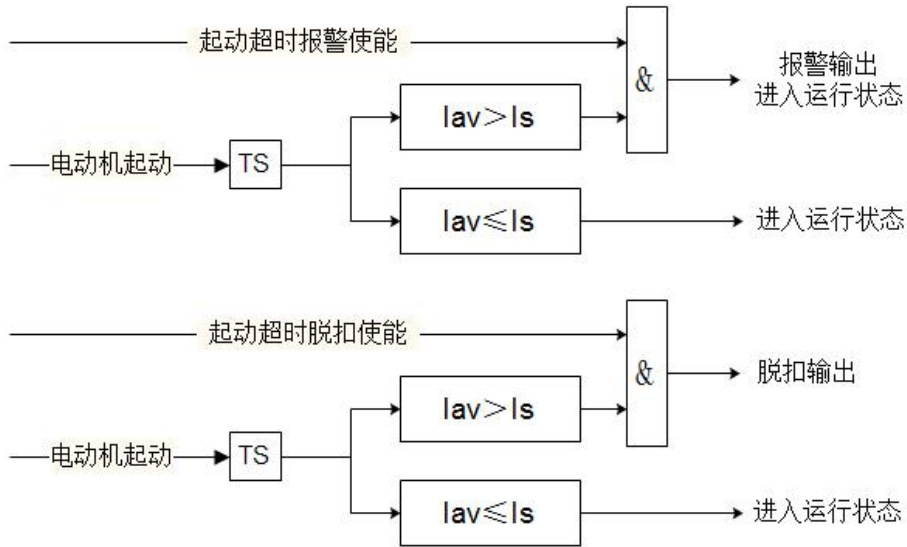 起动超时报警使能
&
报警输出
进入运行状态
Iav>Is
电动机起动
TS
Iav≤Is
进入运行状态
起动超时脱扣使能
&
脱扣输出
Iav>Is
电动机起动
TS
Iav≤Is
进入运行状态